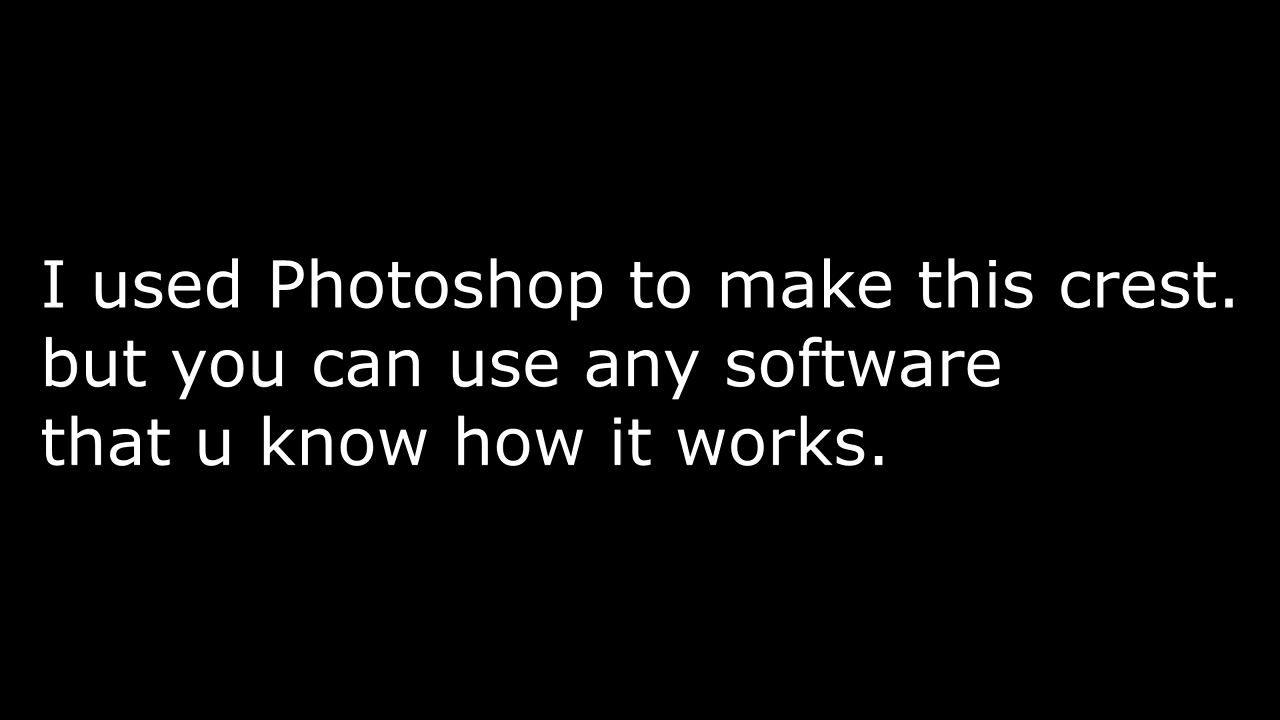 I used Photoshop to make this crest.
but you can use any software
that u know how it works.